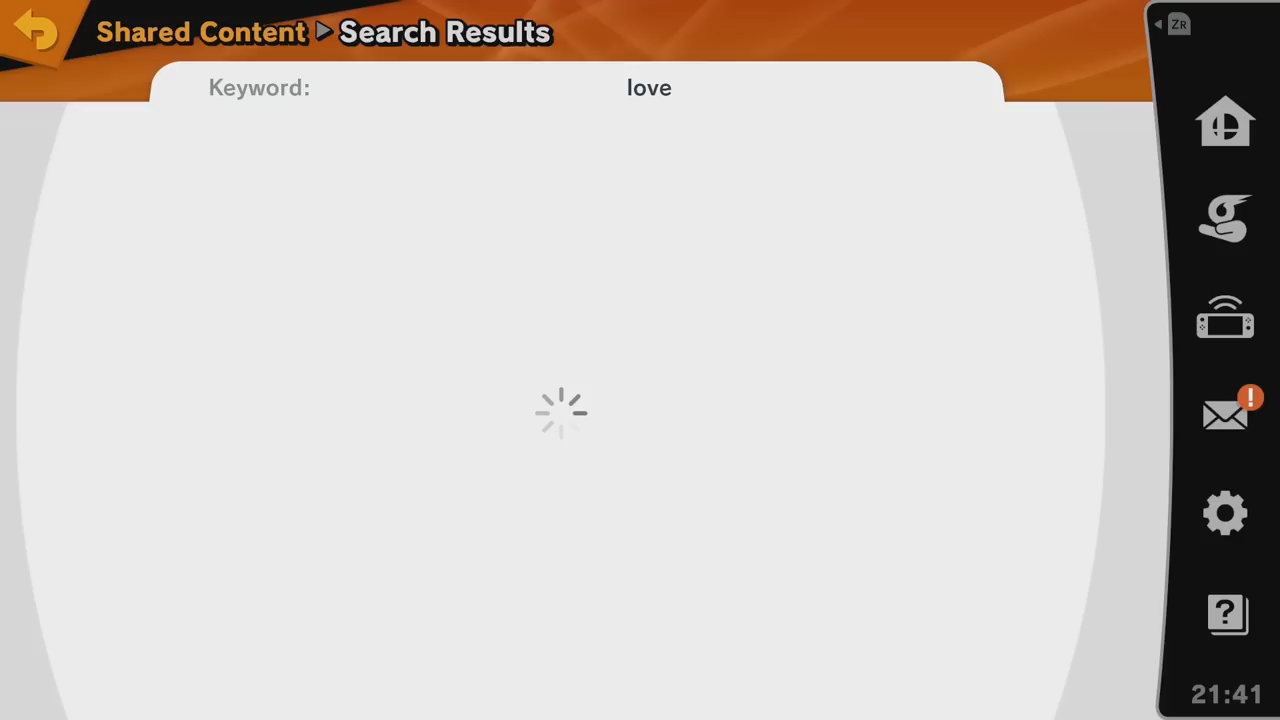 Shared Content ▶ Search Results
ZR
Keyword: love
!
?
21:41